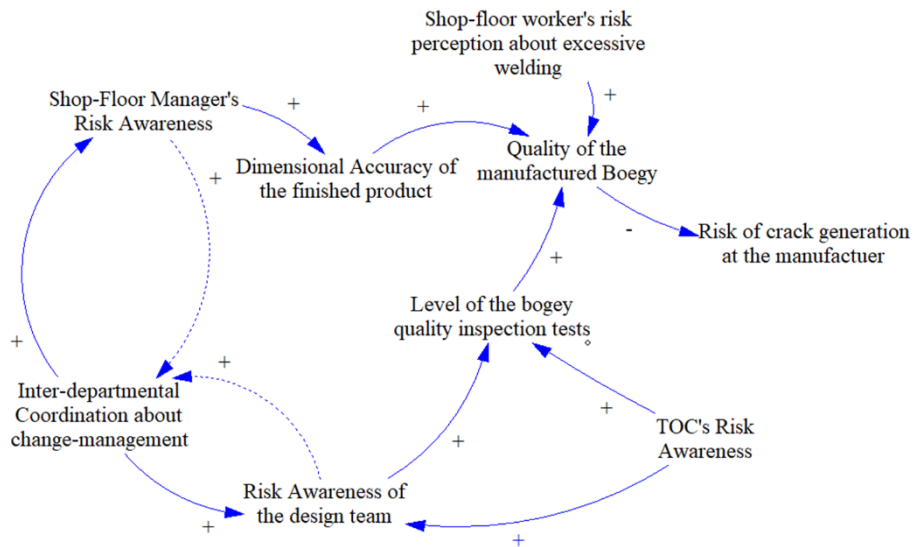 Shop-floor worker's risk
perception about excessive
welding
+
Shop-Floor Manager's
Risk Awareness
+
+
Quality of the
manufactured Boegy
Dimensional Accuracy of
the finished product
+
-
Risk of crack generation
at the manufactuer
+
Level of the bogey
quality inspection tests
+
+
Inter-departmental
Coordination about
change-management
+
TOC's Risk
Awareness
+
Risk Awareness of
the design team
+
+